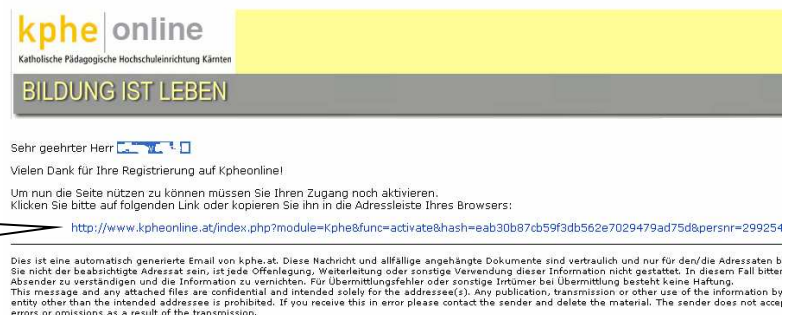 kphe online
Katholische Pädagogische Hochschuleinrichtung Kärnten
BILDUNG IST LEBEN
Sehr geehrter Herr
Vielen Dank für Ihre Registrierung auf Kpheonline!
Um nun die Seite nützen zu können müssen Sie Ihren Zugang noch aktivieren.
Klicken Sie bitte auf folgenden Link oder kopieren Sie ihn in die Adressleiste Ihres Browsers:
http://www.kpheonline.at/index.php?module=Kphe&func=activate&hash=eab30b87cb59f3db562e7029479ad75d&persnr=299254
Dies ist eine automatisch generierte Email von kphe.at. Diese Nachricht und allfällige angehängte Dokumente sind vertraulich und nur für den/die Adressaten b
Sie nicht der beabsichtigte Adressat sein, ist jede Offenlegung, Weiterleitung oder sonstige Verwendung dieser Information nicht gestattet. In diesem Fall bitten
Absender zu verständigen und die Information zu vernichten. Für Übermittlungsfehler oder sonstige Irrtümer bei Übermittlung besteht keine Haftung.
This message and any attached files are confidential and intended solely for the addressee(s). Any publication, transmission or other use of the information by
entity other than the intended addressee is prohibited. If you receive this in error please contact the sender and delete the material. The sender does not acce
errors or omissions as a result of the transmission.